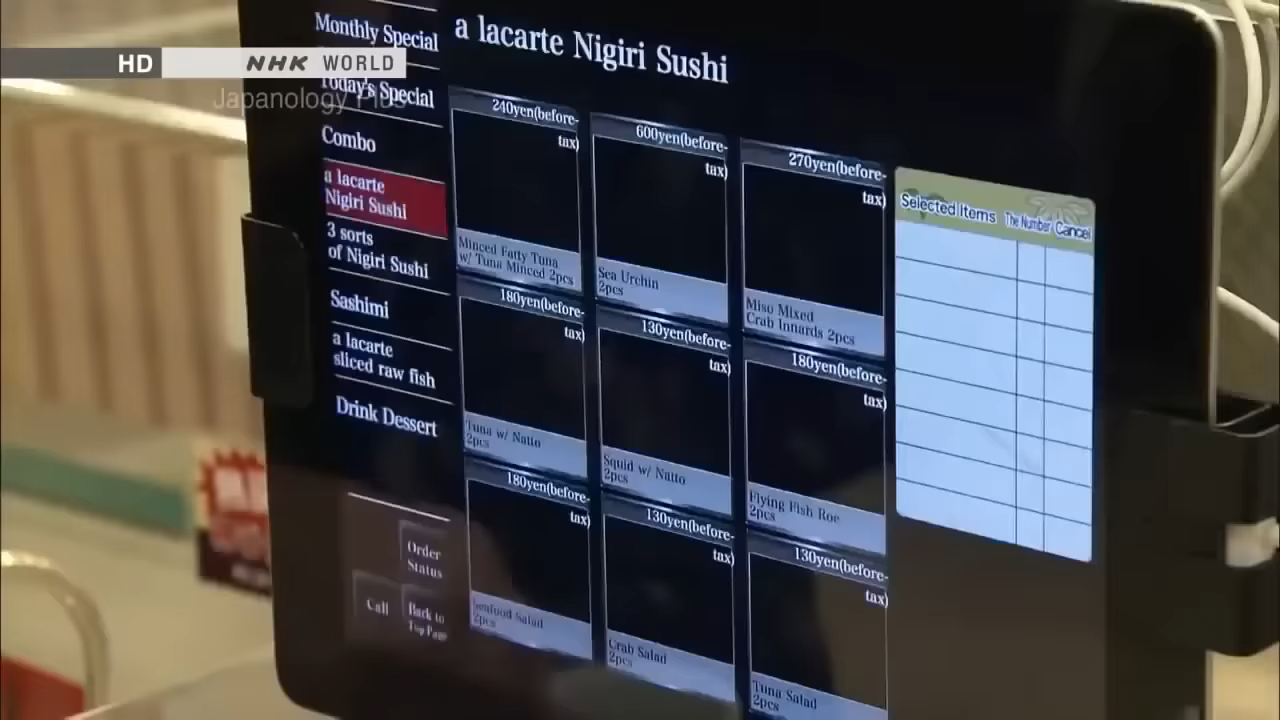 HD NHK WORLD
Japanology Plus
Monthly Special
Today's Special
Combo
a lacarte
Nigiri Sushi
3 sorts
of Nigiri Sushi
Sashimi
a lacarte
sliced raw fish
Drink Dessert
Order
Status
Call
Back to
Top Page
a lacarte Nigiri Sushi
240yen(before-
tax)
Minced Fatty Tuna
w/ Tuna Minced 2pcs
600yen(before-
tax)
Sea Urchin
2pcs
270yen(before-
tax)
Miso Mixed
Crab Innards 2pcs
180yen(before-
tax)
Tuna w/ Natto
2pcs
130yen(before-
tax)
Squid w/ Natto
2pcs
180yen(before-
tax)
Flying Fish Roe
2pcs
180yen(before-
tax)
Seafood Salad
2pcs
130yen(before-
tax)
Crab Salad
2pcs
130yen(before-
tax)
Tuna Salad
2pcs
Selected Items The Number Cancel